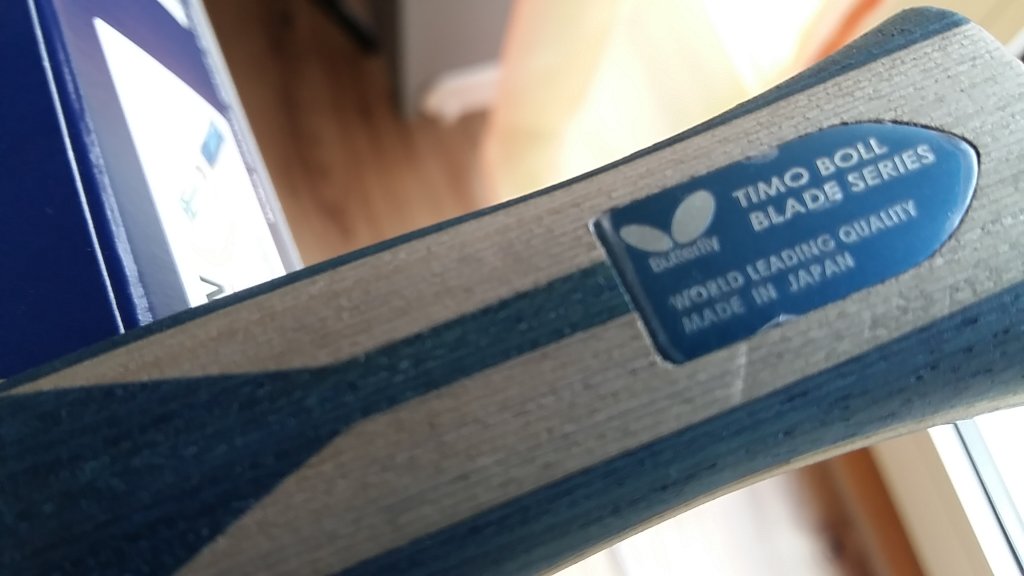 TIMO BOLL
BLADE SERIES
Butterfly
WORLD LEADING QUALITY
MADE IN JAPAN